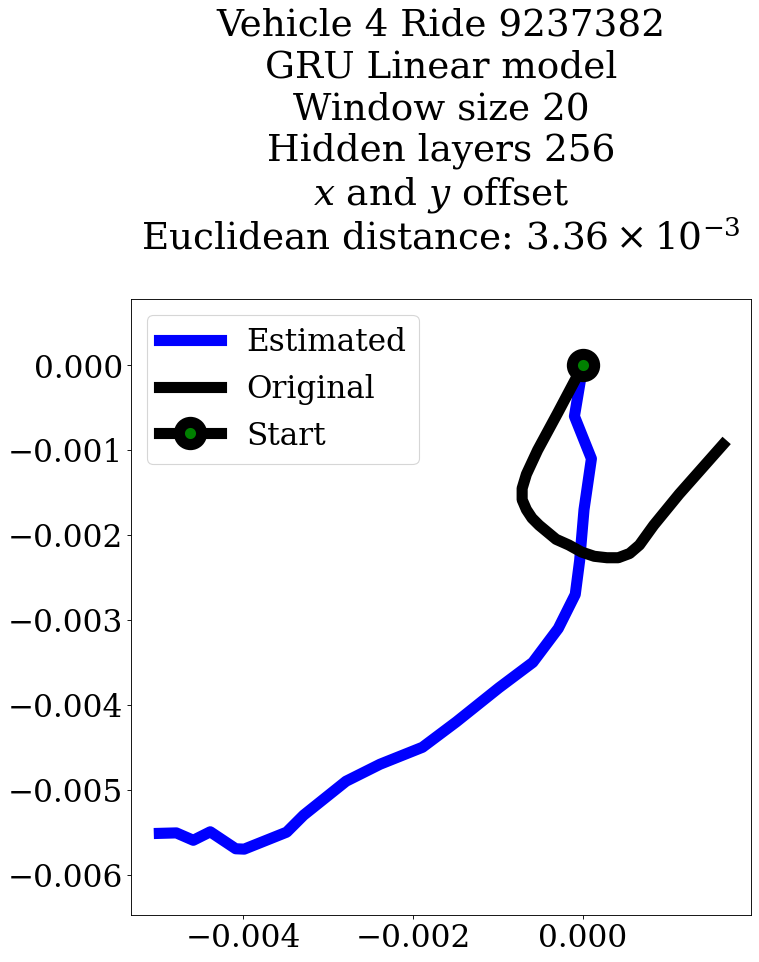 Vehicle 4 Ride 9237382
GRU Linear model
Window size 20
Hidden layers 256
x and y offset
Euclidean distance: 3.36 × 10⁻³
Estimated
Original
Start
0.000
−0.001
−0.002
−0.003
−0.004
−0.005
−0.006
−0.004 −0.002 0.000